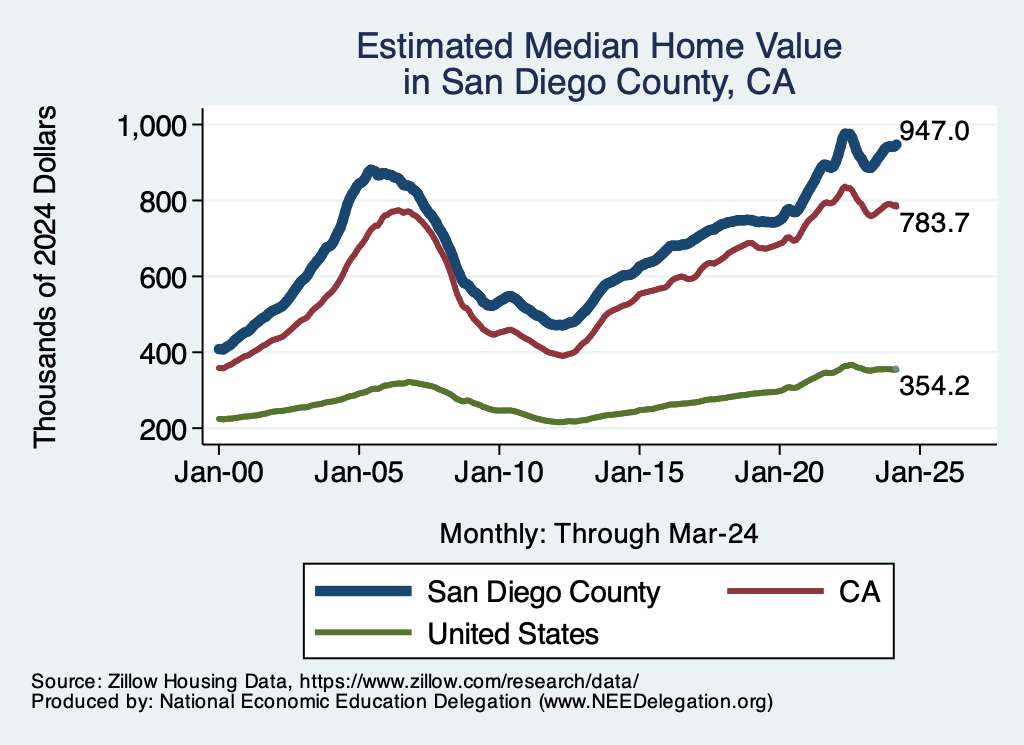 Estimated Median Home Value
in San Diego County, CA
Thousands of 2024 Dollars
1,000
800
600
400
200
947.0
783.7
354.2
Jan-00 Jan-05 Jan-10 Jan-15 Jan-20 Jan-25
Monthly: Through Mar-24
San Diego County CA
United States
Source: Zillow Housing Data, https://www.zillow.com/research/data/
Produced by: National Economic Education Delegation (www.NEEDelegation.org)